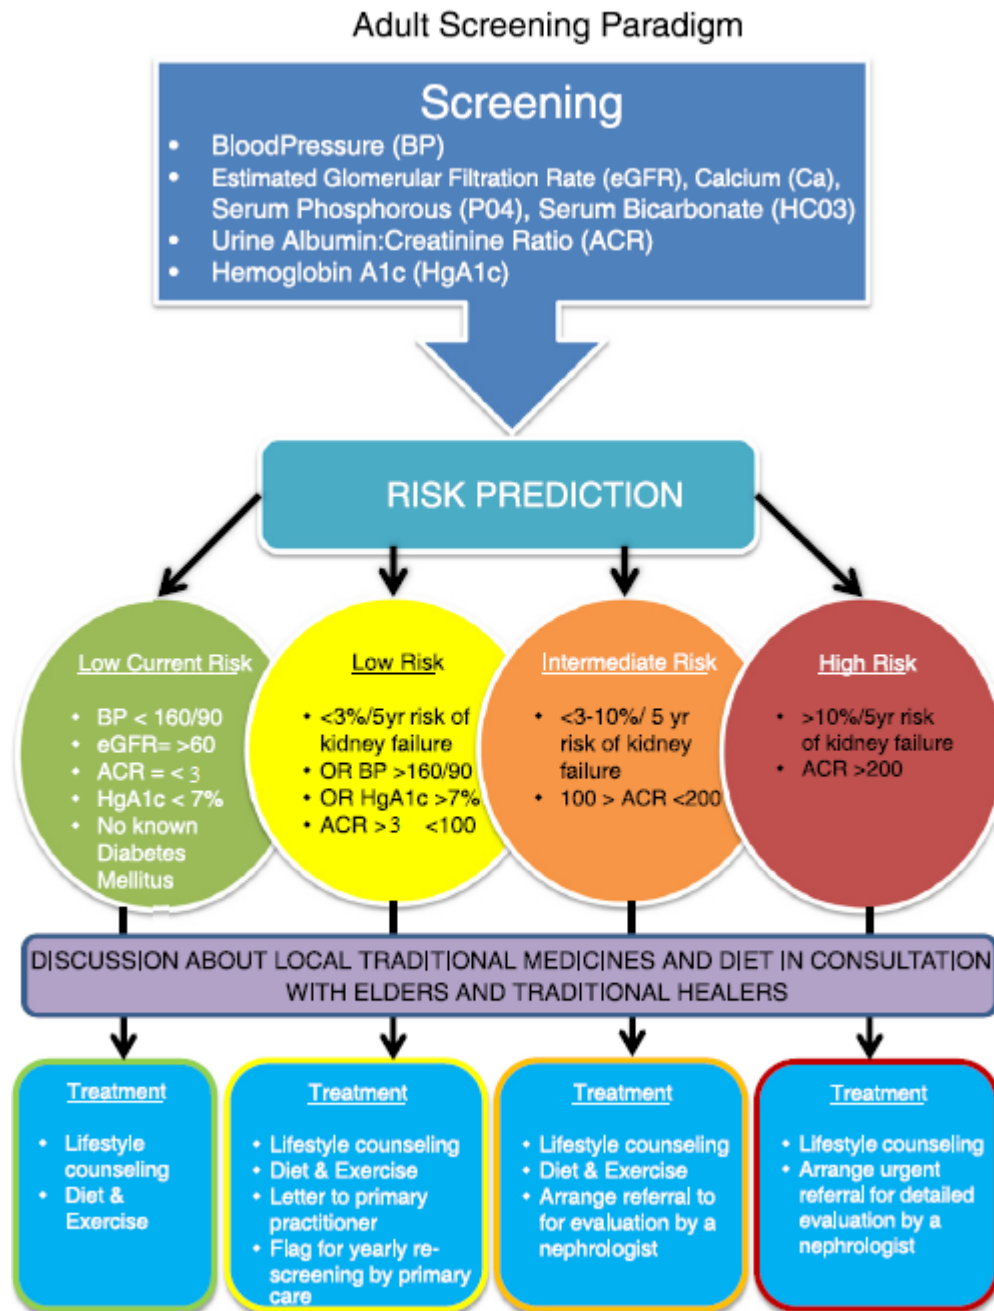 Adult Screening Paradigm
Screening
• BloodPressure (BP)
• Estimated Glomerular Filtration Rate (eGFR), Calcium (Ca),
Serum Phosphorous (P04), Serum Bicarbonate (HC03)
• Urine Albumin:Creatinine Ratio (ACR)
• Hemoglobin A1c (HgA1c)
RISK PREDICTION
Low Current Risk
• BP < 160/90
• eGFR= >60
• ACR = < 3
• HgA1c < 7%
• No known
Diabetes
Mellitus
Low Risk
• <3%/5yr risk of
kidney failure
• OR BP >160/90
• OR HgA1c >7%
• ACR >3 <100
Intermediate Risk
• <3-10%/ 5 yr
risk of kidney
failure
• 100 > ACR <200
High Risk
• >10%/5yr risk
of kidney failure
• ACR >200
DISCUSSION ABOUT LOCAL TRADITIONAL MEDICINES AND DIET IN CONSULTATION
WITH ELDERS AND TRADITIONAL HEALERS
Treatment
• Lifestyle
counseling
• Diet &
Exercise
Treatment
• Lifestyle counseling
• Diet & Exercise
• Letter to primary
practitioner
• Flag for yearly re-
screening by primary
care
Treatment
• Lifestyle counseling
• Diet & Exercise
• Arrange referral to
for evaluation by a
nephrologist
Treatment
• Lifestyle counseling
• Arrange urgent
referral for detailed
evaluation by a
nephrologist